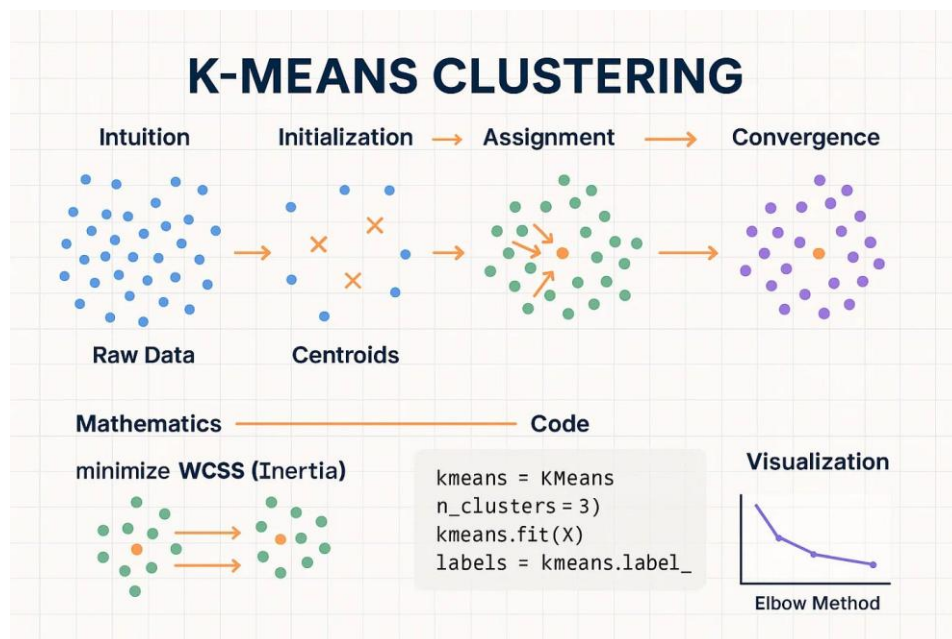 K-MEANS CLUSTERING
Intuition
Initialization
Assignment
Convergence
Raw Data
Centroids
Mathematics
Code
minimize WCSS (Inertia)
kmeans = KMeans
n_clusters = 3)
kmeans.fit(X)
labels = kmeans.label_
Visualization
Elbow Method